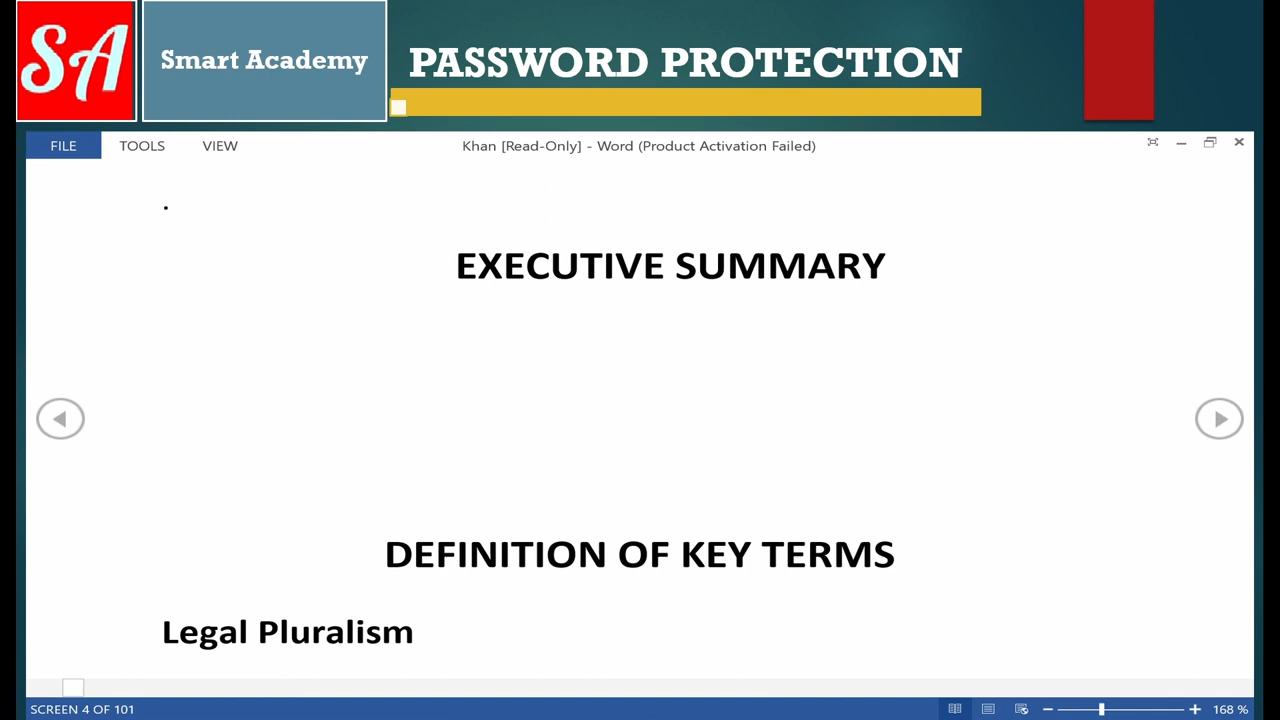 SA
Smart Academy
PASSWORD PROTECTION
FILE TOOLS VIEW Khan [Read-Only] - Word (Product Activation Failed)
.
EXECUTIVE SUMMARY
DEFINITION OF KEY TERMS
Legal Pluralism
SCREEN 4 OF 101 168 %